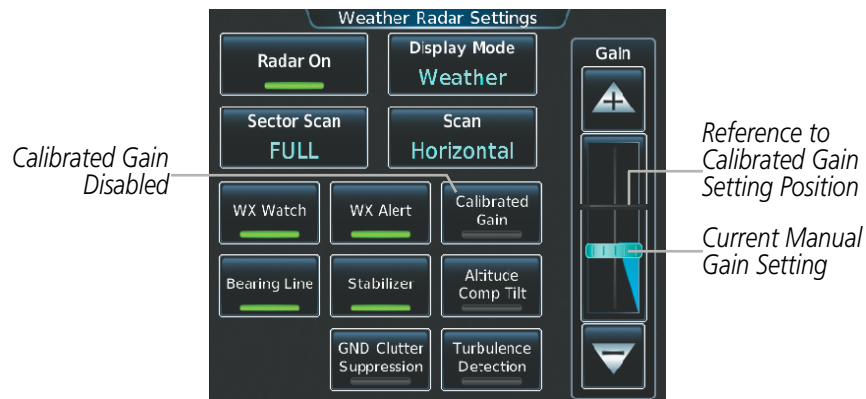 Weather Radar Settings
Radar On
Display Mode
Weather
Gain
Sector Scan
FULL
Scan
Horizontal
Calibrated Gain
Disabled
Reference to
Calibrated Gain
Setting Position
WX Watch
WX Alert
Calibrated
Gain
Current Manual
Gain Setting
Bearing Line
Stabilizer
Altitude
Comp Tilt
GND Clutter
Suppression
Turbulence
Detection